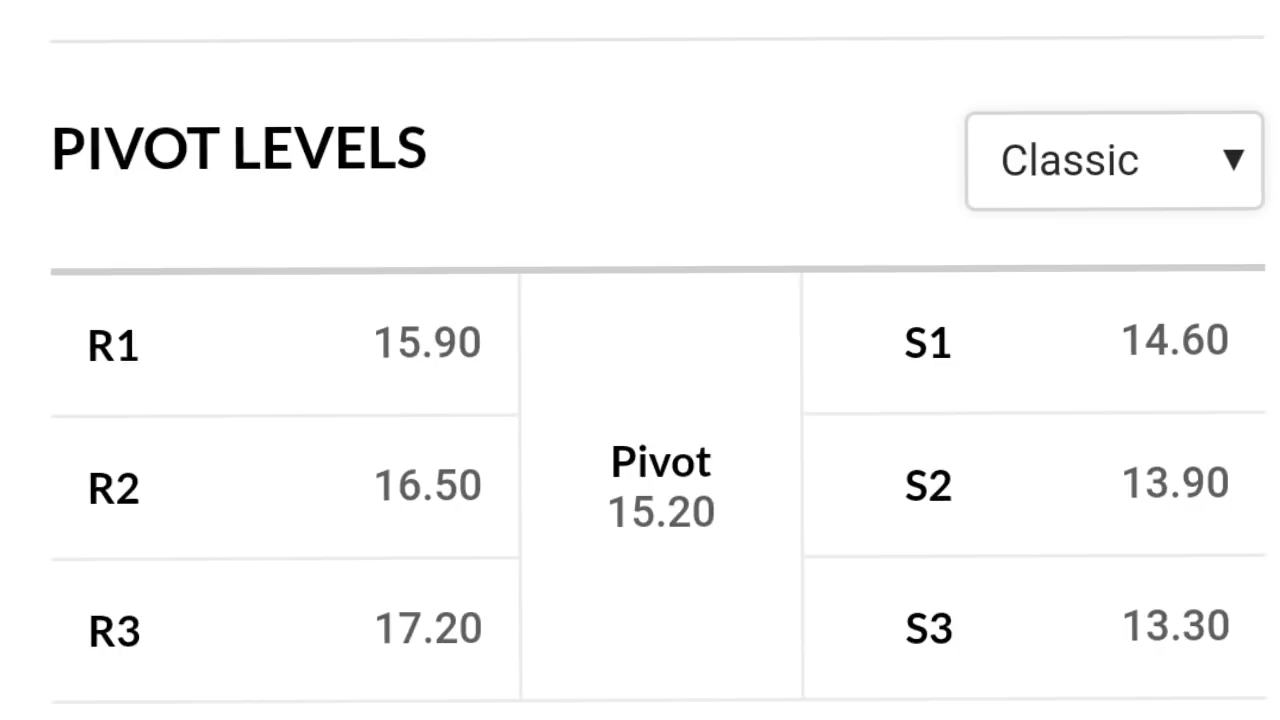 PIVOT LEVELS
Classic ▼
R1 15.90
R2 16.50
R3 17.20
Pivot
15.20
S1 14.60
S2 13.90
S3 13.30